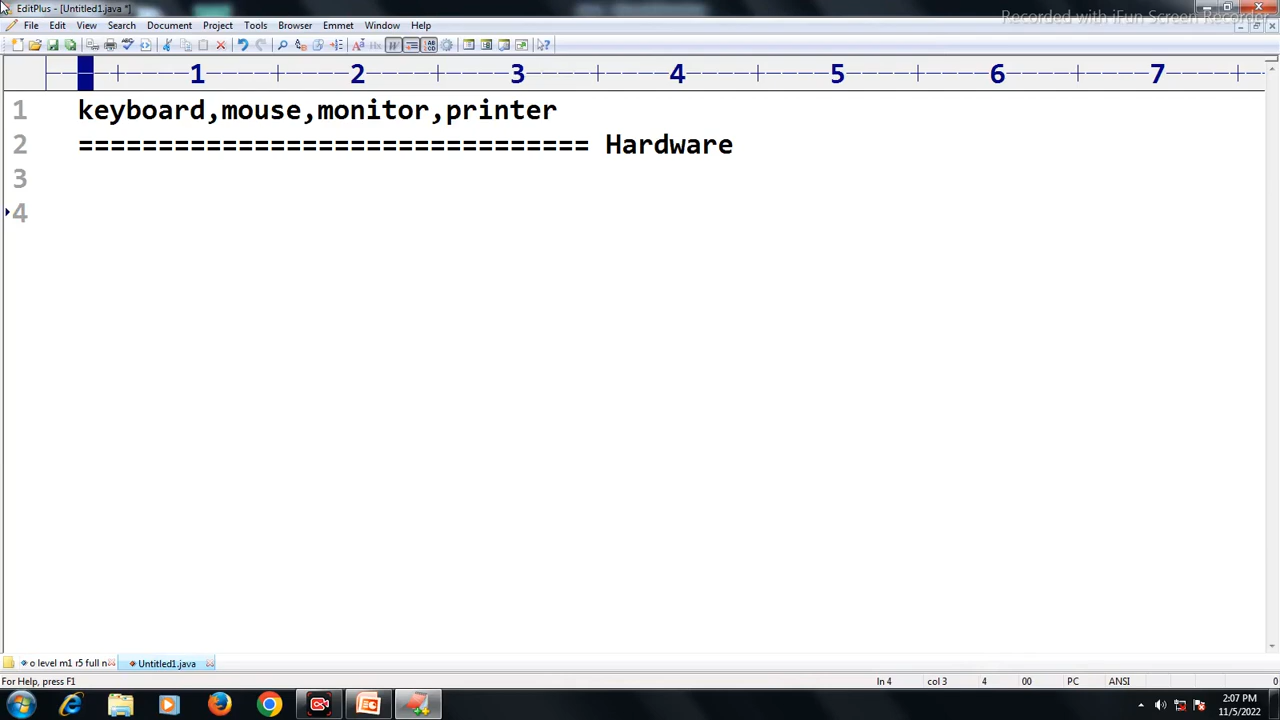 EditPlus - [Untitled1.java *]
Recorded with iFun Screen Recorder
File Edit View Search Document Project Tools Browser Emmet Window Help
1 2 3 4 5 6 7
1 keyboard,mouse,monitor,printer
2 ================================ Hardware
3
4
o level m1 r5 full n Untitled1.java
For Help, press F1 ln 4 col 3 4 00 PC ANSI 0
2:07 PM
11/5/2022